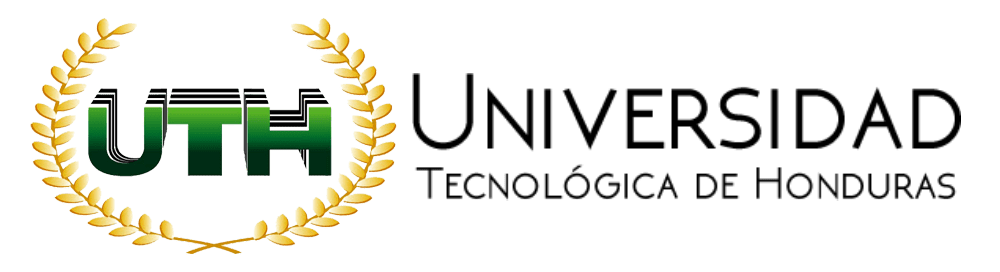 UTH
UNIVERSIDAD
TECNOLÓGICA DE HONDURAS